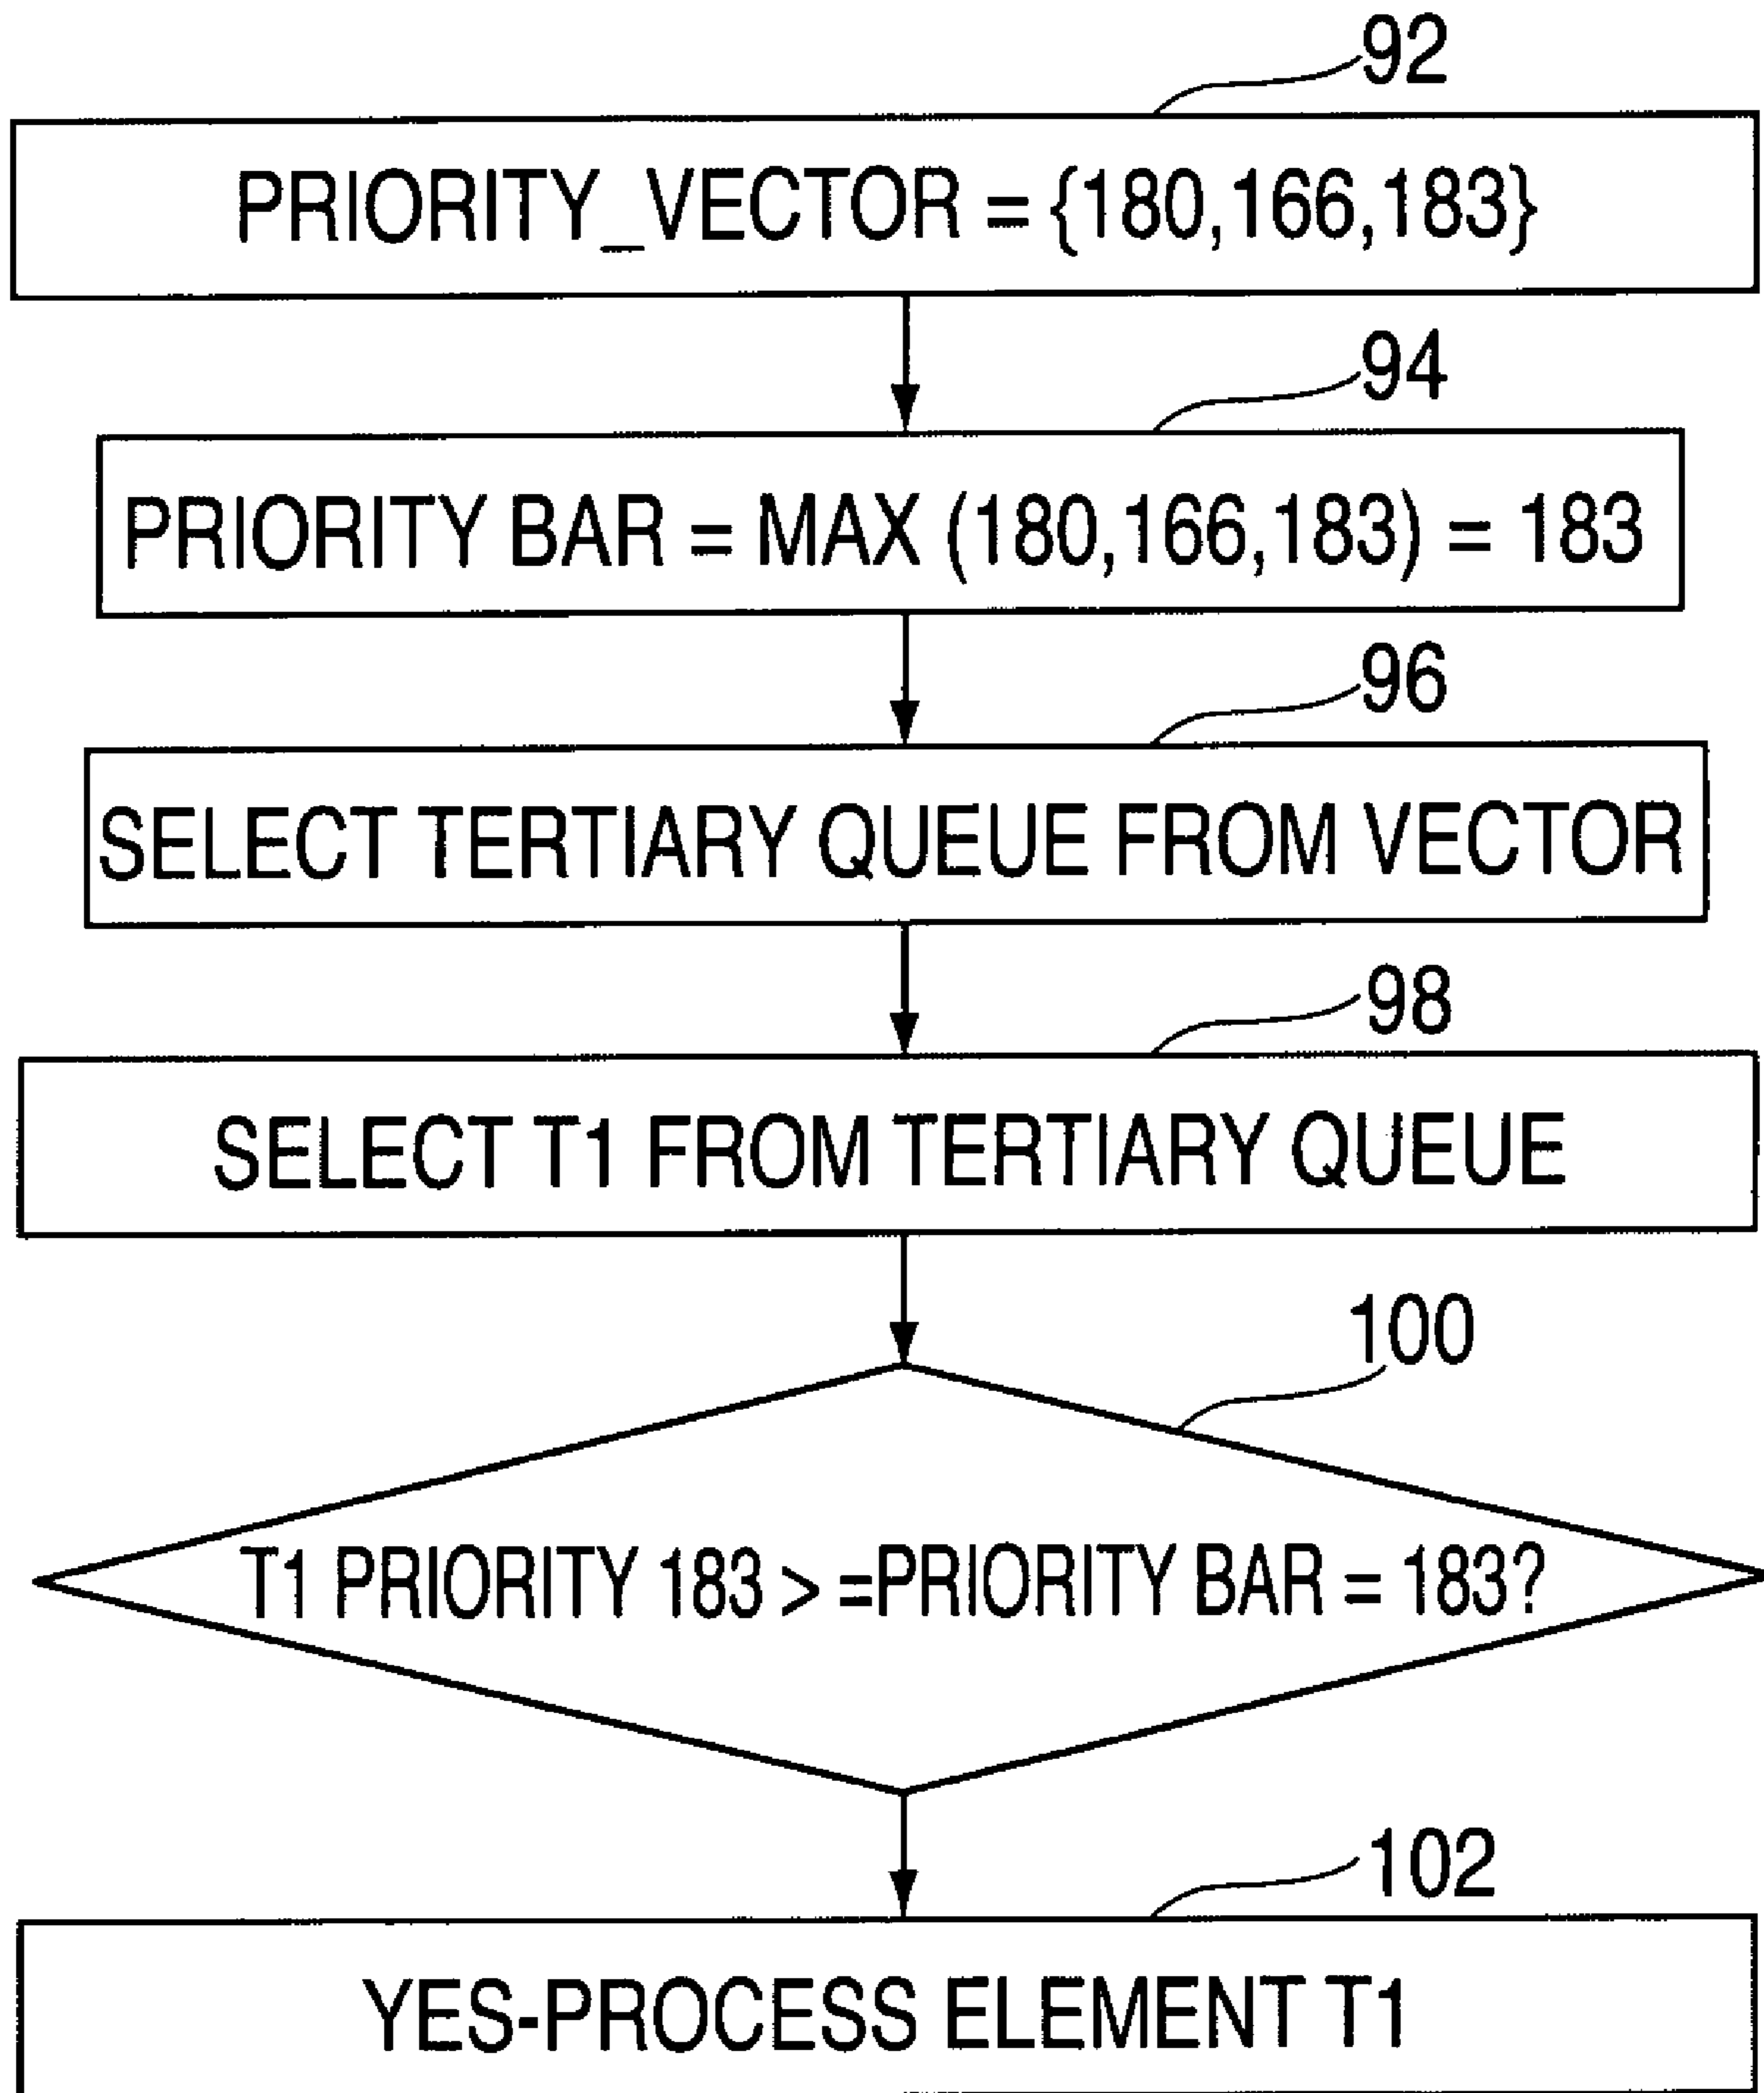 92
PRIORITY_VECTOR = {180,166,183}
94
PRIORITY BAR = MAX (180,166,183) = 183
96
SELECT TERTIARY QUEUE FROM VECTOR
98
SELECT T1 FROM TERTIARY QUEUE
100
T1 PRIORITY 183 > =PRIORITY BAR = 183?
102
YES-PROCESS ELEMENT T1